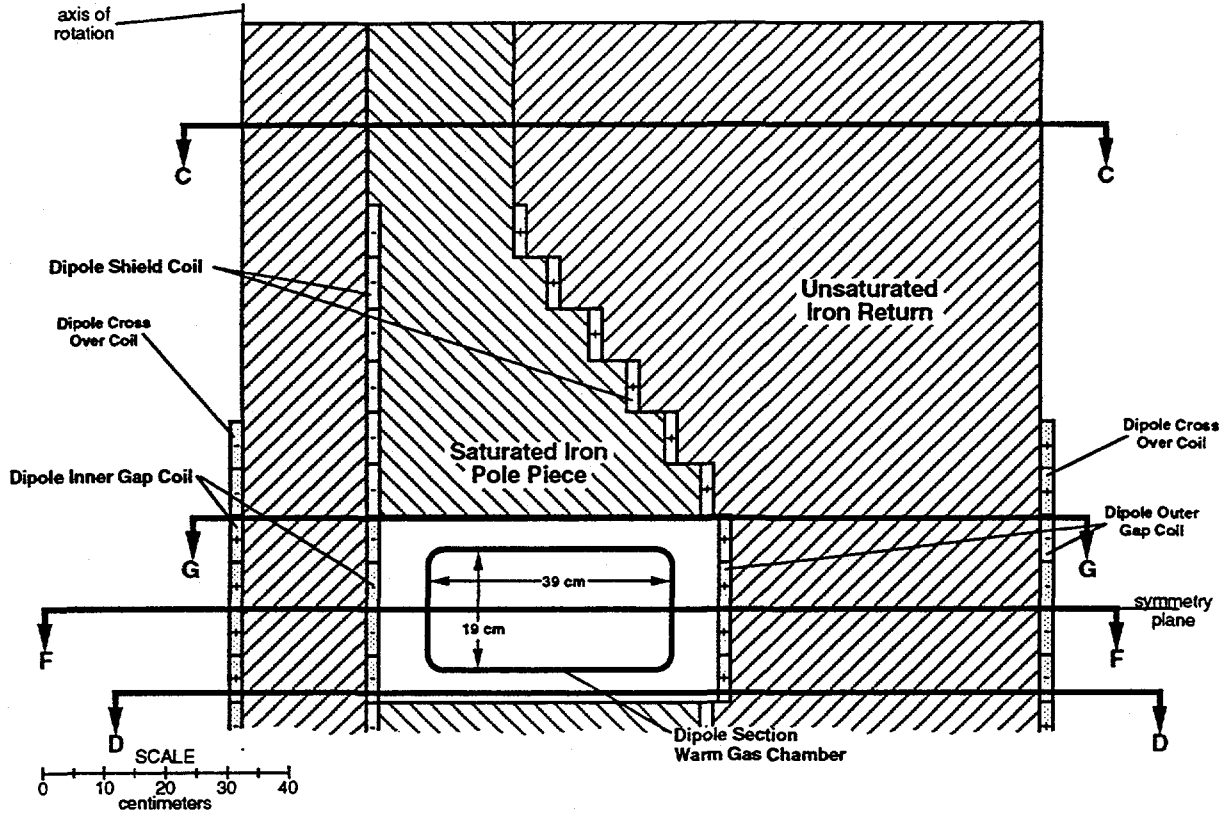 axis of
rotation
C
C
Dipole Shield Coil
Unsaturated
Iron Return
Dipole Cross
Over Coil
Saturated Iron
Pole Piece
Dipole Cross
Over Coil
Dipole Inner Gap Coil
Dipole Outer
Gap Coil
G
G
39 cm
19 cm
symmetry
plane
F
F
Dipole Section
Warm Gas Chamber
D
D
SCALE
0 10 20 30 40
centimeters